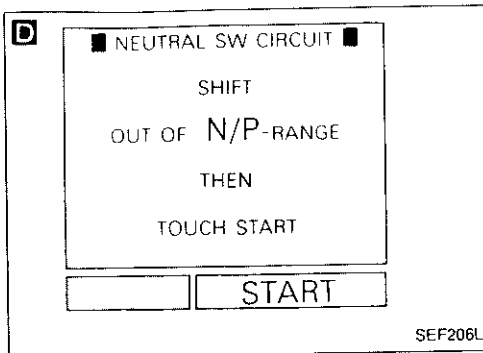 D
■ NEUTRAL SW CIRCUIT ■
SHIFT
OUT OF N/P-RANGE
THEN
TOUCH START
START
SEF206L